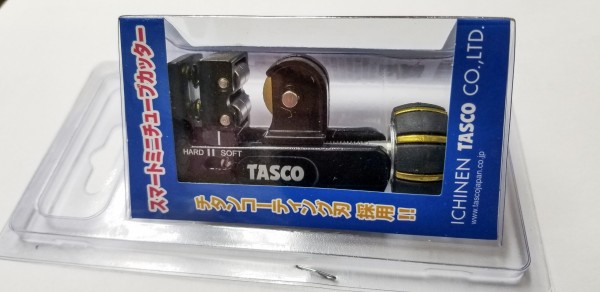 スマートミニチューブカッター
HARD SOFT
TASCO
チタンコーティング刃 採用!!
ICHINEN TASCO CO.,LTD.
www.tascojapan.co.jp